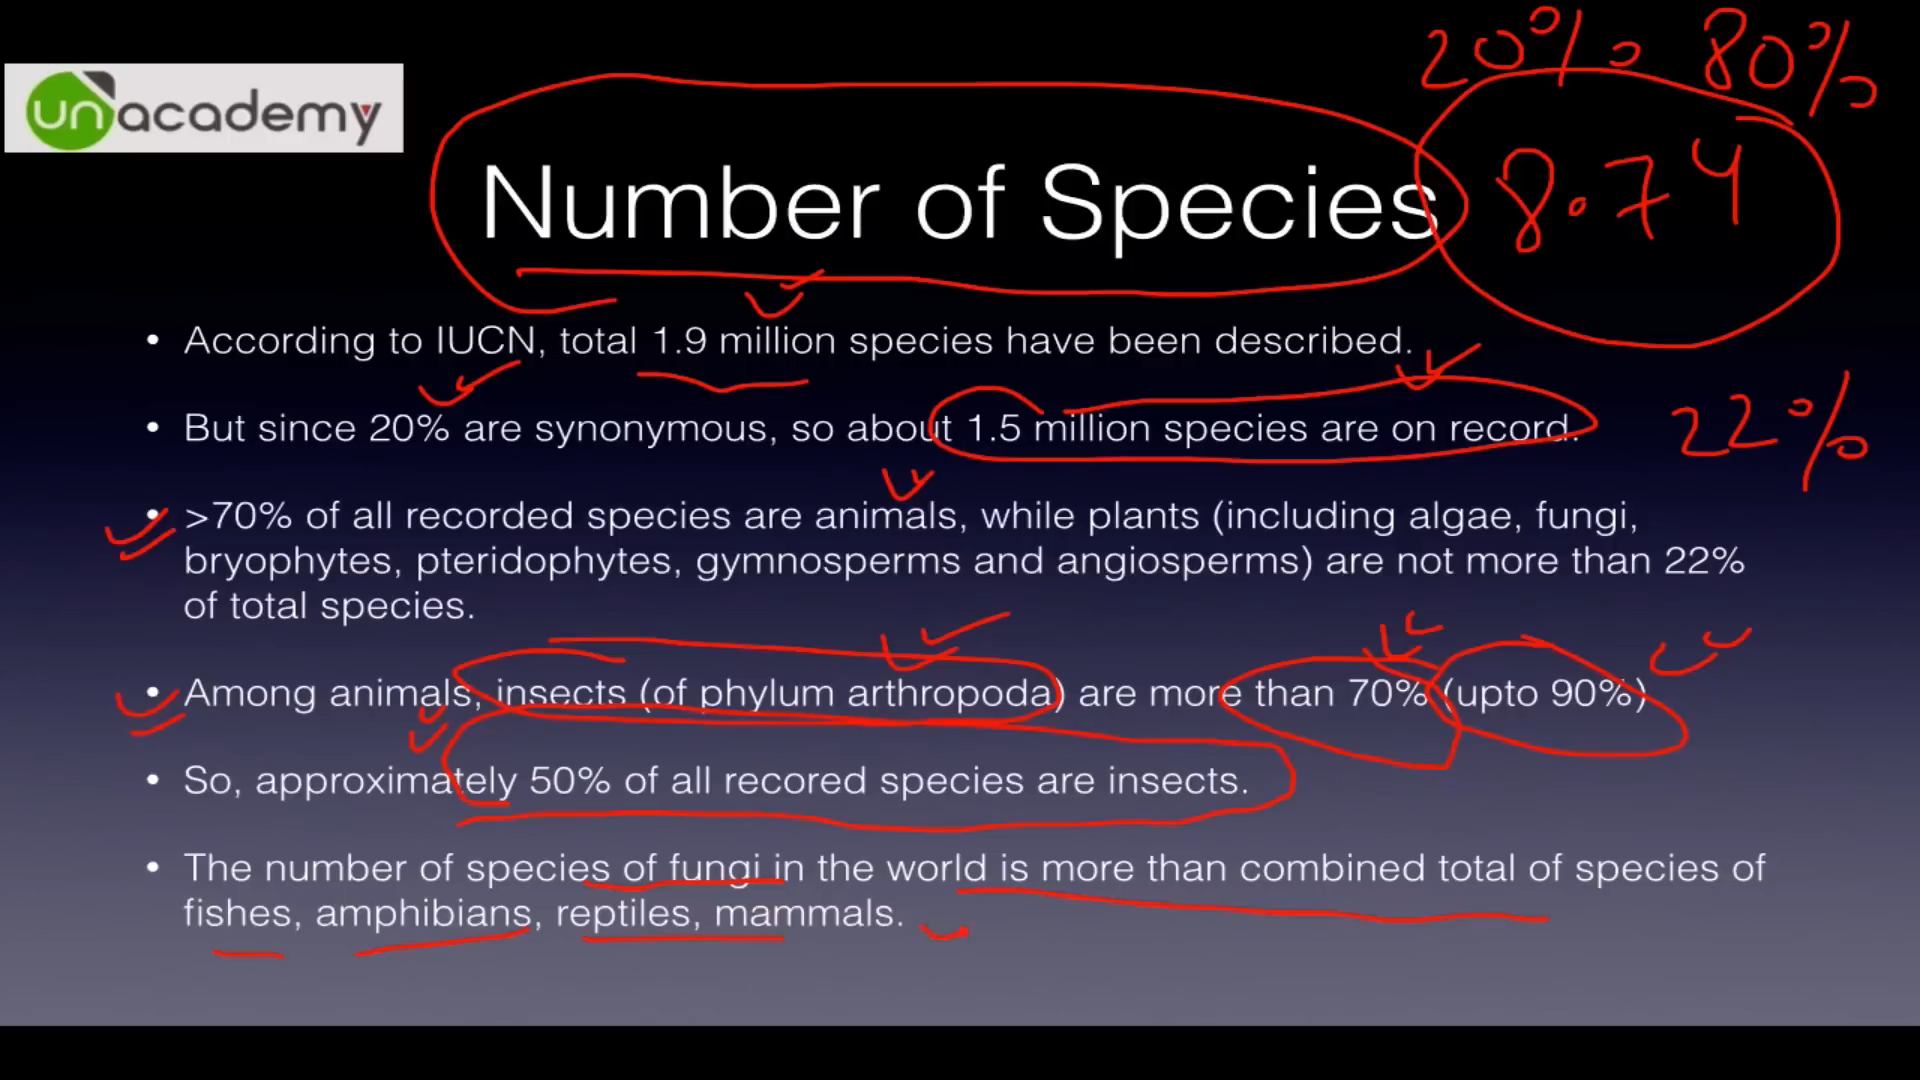 20% 80%
unacademy
Number of Species
8.74
• According to IUCN, total 1.9 million species have been described.
• But since 20% are synonymous, so about 1.5 million species are on record.
22%
• >70% of all recorded species are animals, while plants (including algae, fungi,
bryophytes, pteridophytes, gymnosperms and angiosperms) are not more than 22%
of total species.
• Among animals, insects (of phylum arthropoda) are more than 70% (upto 90%)
• So, approximately 50% of all recored species are insects.
• The number of species of fungi in the world is more than combined total of species of
fishes, amphibians, reptiles, mammals.